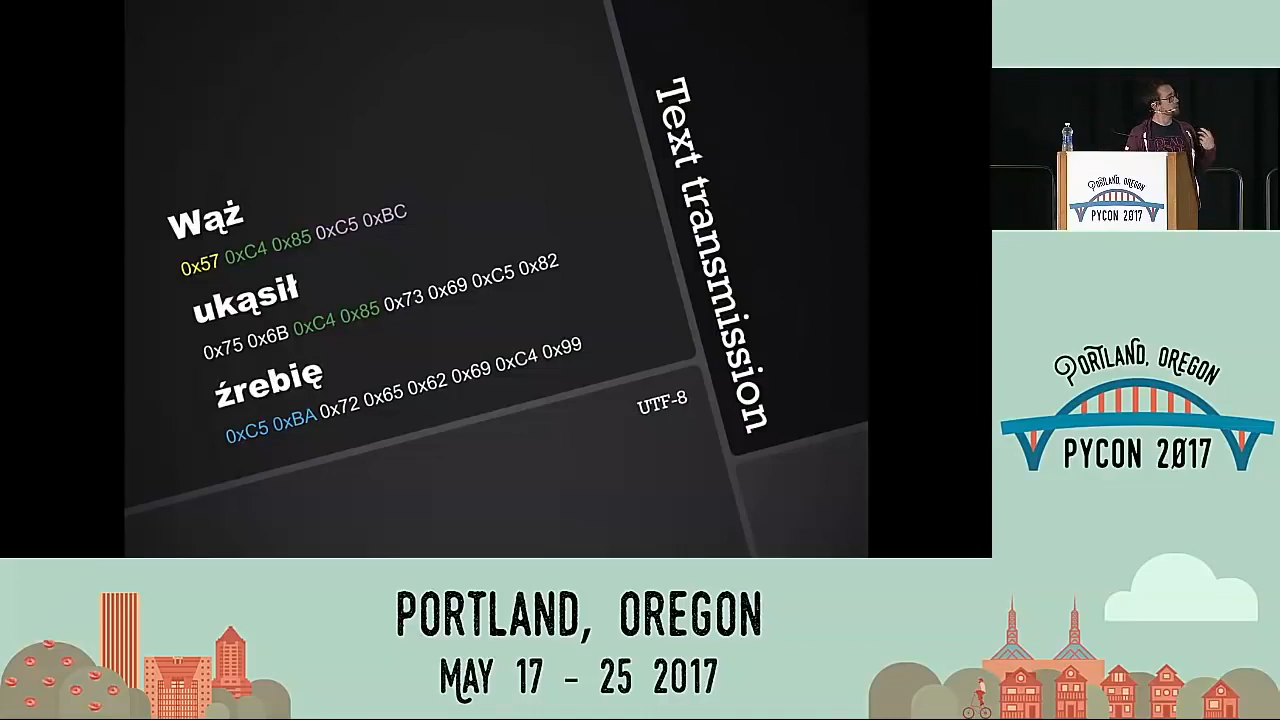 Wąż
0x57 0xC4 0x85 0xC5 0xBC
ukąsił
0x75 0x6B 0xC4 0x85 0x73 0x69 0xC5 0x82
źrebię
0xC5 0xBA 0x72 0x65 0x62 0x69 0xC4 0x99
UTF-8
Text transmission
PORTLAND, OREGON
PYCON 2017
PORTLAND, OREGON
PYCON 2017
PORTLAND, OREGON
MAY 17 - 25 2017